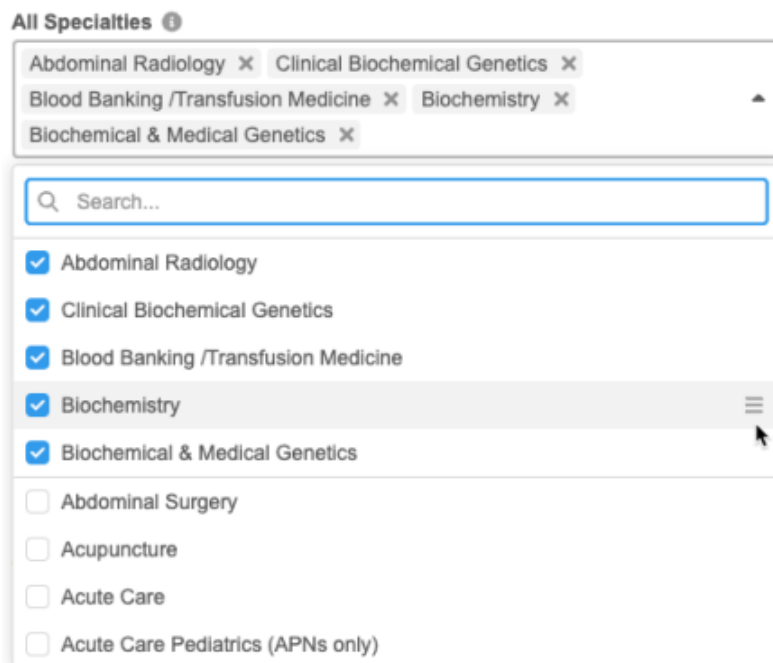 All Specialties
Abdominal Radiology Clinical Biochemical Genetics
Blood Banking /Transfusion Medicine Biochemistry
Biochemical & Medical Genetics
Search...
Abdominal Radiology
Clinical Biochemical Genetics
Blood Banking /Transfusion Medicine
Biochemistry
Biochemical & Medical Genetics
Abdominal Surgery
Acupuncture
Acute Care
Acute Care Pediatrics (APNs only)